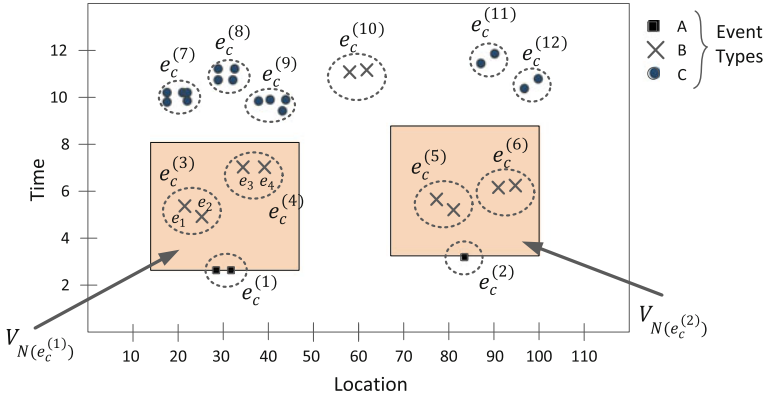 e_c^(11)
e_c^(8)
e_c^(10)
A
Event
Types
B
C
e_c^(7)
e_c^(9)
e_c^(12)
12
10
8
6
4
2
Time
e_c^(3)
e_3 e_4
e_1 e_2
e_c^(4)
e_c^(5)
e_c^(6)
e_c^(1)
e_c^(2)
V_N(e_c^(1))
V_N(e_c^(2))
10 20 30 40 50 60 70 80 90 100 110
Location